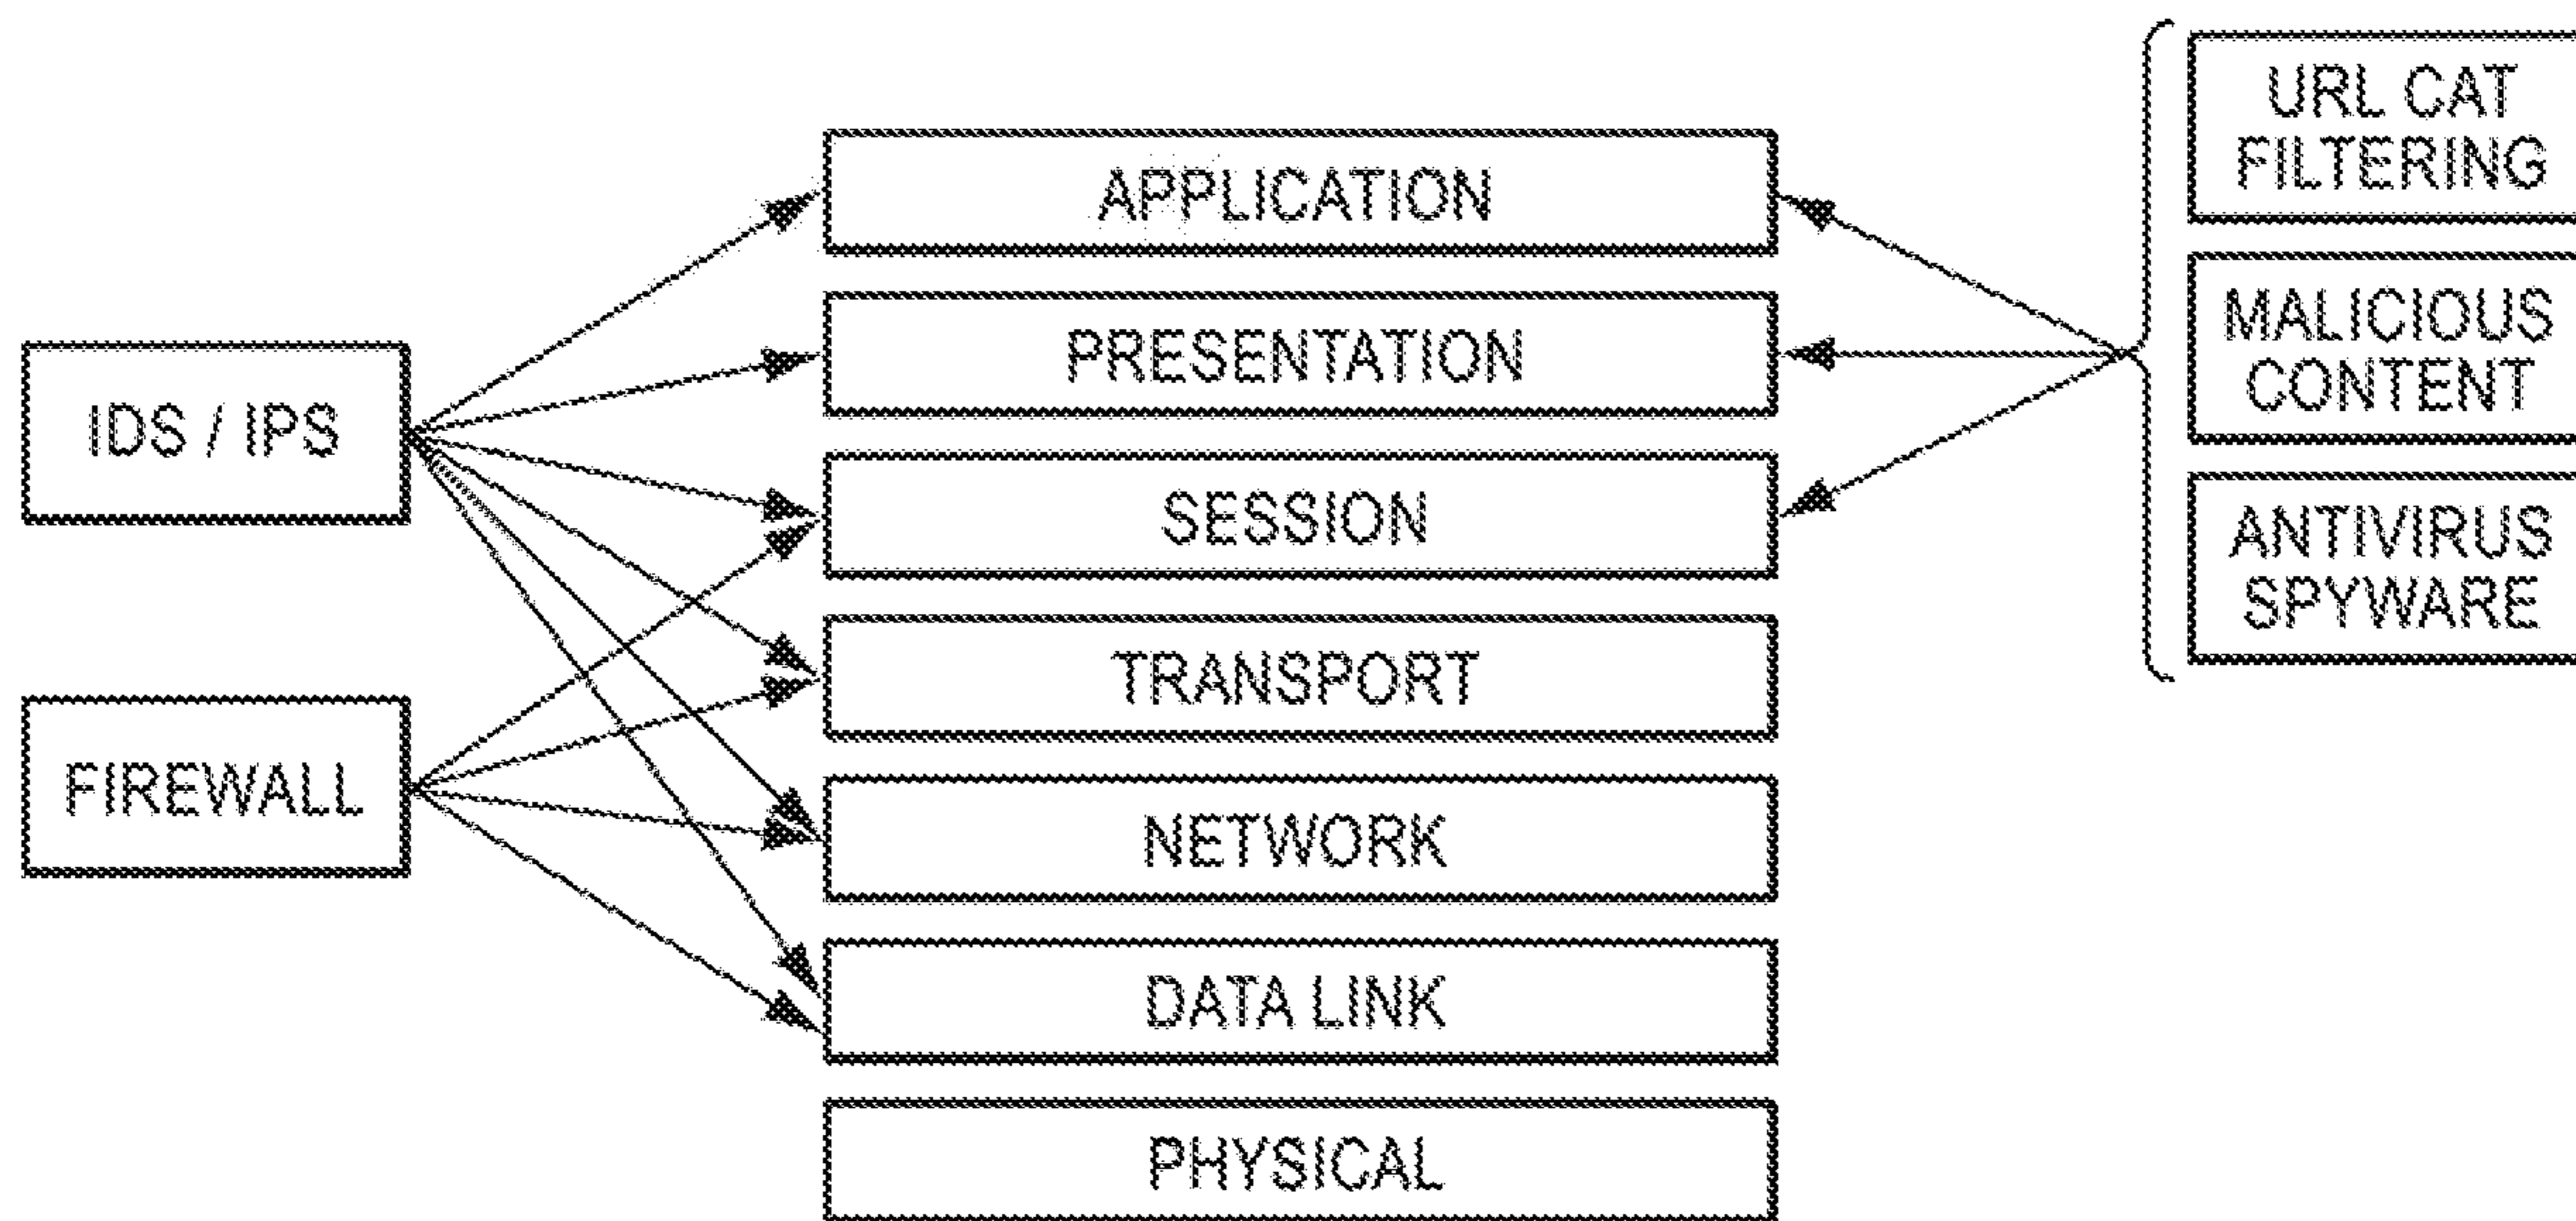 IDS / IPS
FIREWALL
APPLICATION
PRESENTATION
SESSION
TRANSPORT
NETWORK
DATA LINK
PHYSICAL
URL CAT
FILTERING
MALICIOUS
CONTENT
ANTIVIRUS
SPYWARE